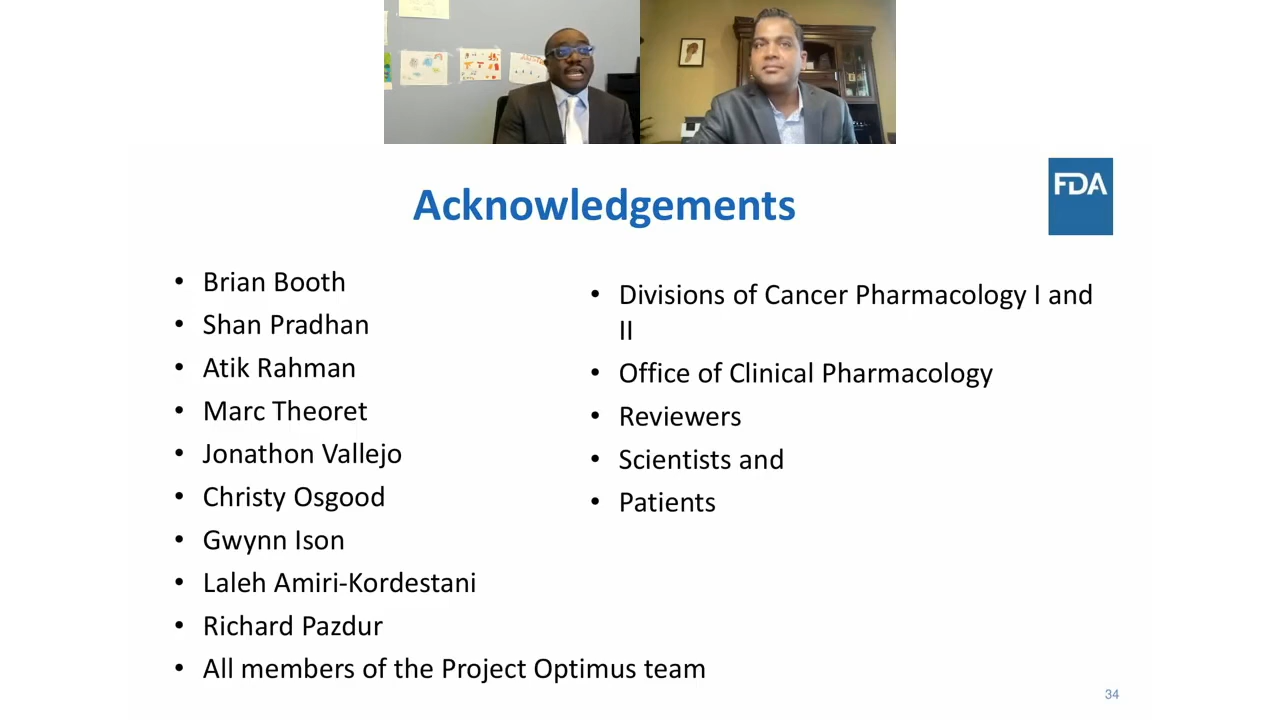 FDA
Acknowledgements
• Brian Booth
• Shan Pradhan
• Atik Rahman
• Marc Theoret
• Jonathon Vallejo
• Christy Osgood
• Gwynn Ison
• Laleh Amiri-Kordestani
• Richard Pazdur
• All members of the Project Optimus team
• Divisions of Cancer Pharmacology I and
II
• Office of Clinical Pharmacology
• Reviewers
• Scientists and
• Patients
34